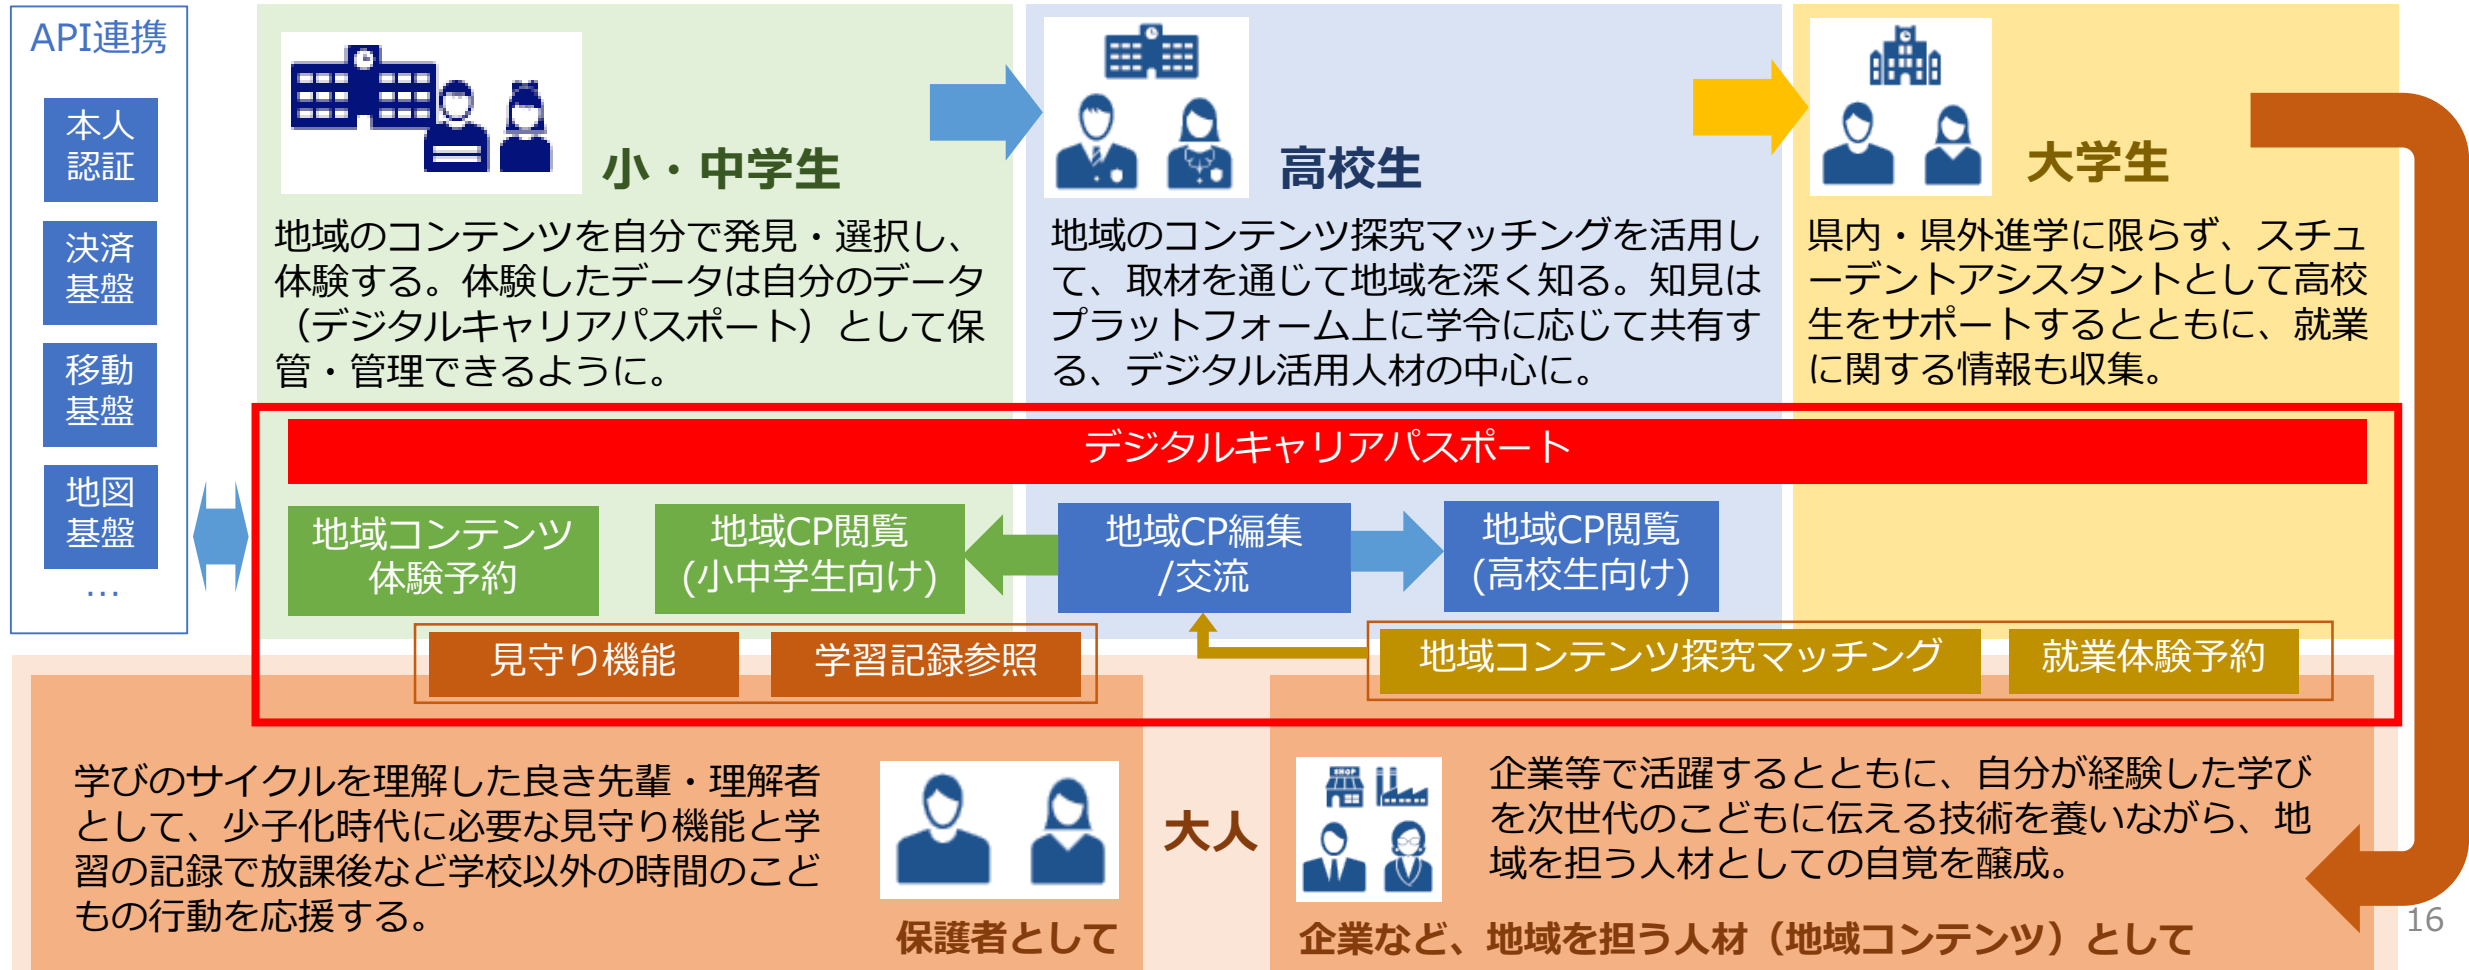 API連携
本人
認証
決済
基盤
移動
基盤
地図
基盤
…
小・中学生
地域のコンテンツを自分で発見・選択し、
体験する。体験したデータは自分のデータ
（デジタルキャリアパスポート）として保
管・管理できるように。
高校生
地域のコンテンツ探究マッチングを活用し
て、取材を通じて地域を深く知る。知見は
プラットフォーム上に学令に応じて共有す
る、デジタル活用人材の中心に。
大学生
県内・県外進学に限らず、スチュ
ーデントアシスタントとして高校
生をサポートするとともに、就業
に関する情報も収集。
デジタルキャリアパスポート
地域コンテンツ
体験予約
地域CP閲覧
(小中学生向け)
地域CP編集
/交流
地域CP閲覧
(高校生向け)
見守り機能
学習記録参照
地域コンテンツ探究マッチング
就業体験予約
学びのサイクルを理解した良き先輩・理解者
として、少子化時代に必要な見守り機能と学
習の記録で放課後など学校以外の時間のこど
もの行動を応援する。
保護者として
大人
SHOP
企業等で活躍するとともに、自分が経験した学び
を次世代のこどもに伝える技術を養いながら、地
域を担う人材としての自覚を醸成。
企業など、地域を担う人材（地域コンテンツ）として
16